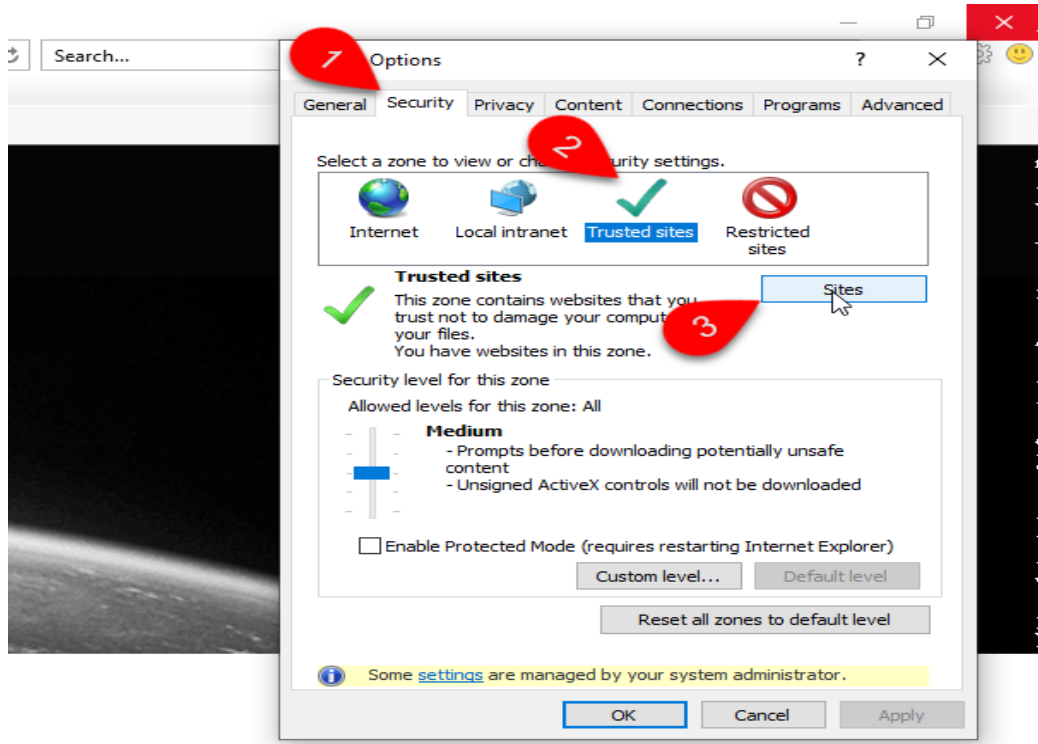 Search...
1
Options
?
General Security Privacy Content Connections Programs Advanced
2
Select a zone to view or
settings.
Internet
Local intranet
Trusted sites
Restricted
sites
Trusted sites
Sites
This zone contains websites that you
trust not to damage your
your files.
You have websites in this zone.
3
Security level for this zone
Allowed levels for this zone: All
Medium
- Prompts before downloading potentially unsafe
content
- Unsigned ActiveX controls will not be downloaded
Enable Protected Mode (requires restarting Internet Explorer)
Custom level...
Default level
Reset all zones to default level
Some settings are managed by your system administrator.
OK
Cancel
Apply